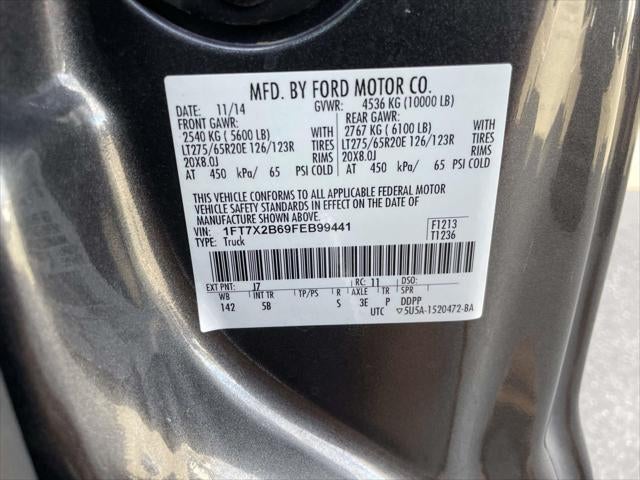 MFD. BY FORD MOTOR CO.
DATE: 11/14 GVWR: 4536 KG (10000 LB)
FRONT GAWR: REAR GAWR:
2540 KG ( 5600 LB) WITH 2767 KG ( 6100 LB) WITH
LT275/65R20E 126/123R TIRES LT275/65R20E 126/123R TIRES
20X8.0J RIMS 20X8.0J RIMS
AT 450 kPa/ 65 PSI COLD AT 450 kPa/ 65 PSI COLD
THIS VEHICLE CONFORMS TO ALL APPLICABLE FEDERAL MOTOR
VEHICLE SAFETY STANDARDS IN EFFECT ON THE DATE OF
MANUFACTURE SHOWN ABOVE.
VIN: 1FT7X2B69FEB99441 F1213
TYPE: Truck T1236
EXT PNT: J7 RC: 11 DSO:
WB INT TR TP/PS R AXLE TR SPR
142 5B S 3E P DDPP
UTC ▽5U5A-1520472-BA